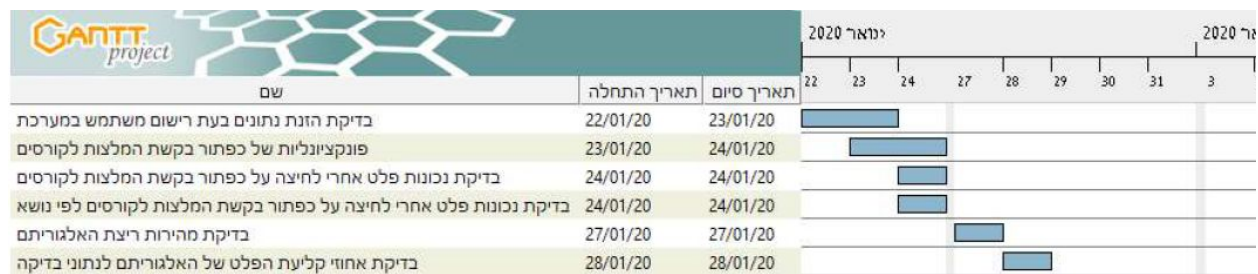 GANTT
project
ינואר 2020
2020
22 23 24 27 28 29 30 31 3
שם תאריך התחלה תאריך סיום
בדיקת הזנת נתונים בעת רישום משתמש במערכת 22/01/20 23/01/20
פונקציונליות של כפתור בקשת המלצות לקורסים 23/01/20 24/01/20
בדיקת נכונות פלט אחרי לחיצה על כפתור בקשת המלצות לקורסים 24/01/20 24/01/20
בדיקת נכונות פלט אחרי לחיצה על כפתור בקשת המלצות לקורסים לפי נושא 24/01/20 24/01/20
בדיקת מהירות ריצת האלגוריתם 27/01/20 27/01/20
בדיקת אחוזי קליעת הפלט של האלגוריתם לנתוני בדיקה 28/01/20 28/01/20